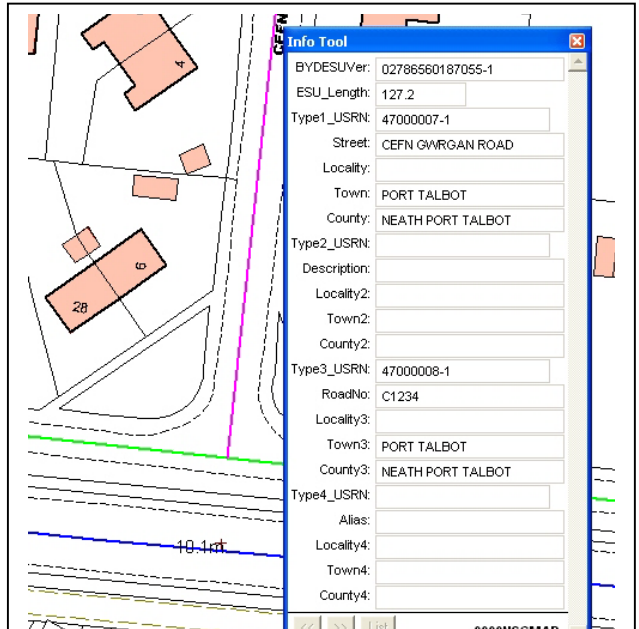 4
CEFN
6
28
10.1m
Info Tool
BYDESUVer: 02786560187055-1
ESU_Length: 127.2
Type1_USRN: 47000007-1
Street: CEFN GWRGAN ROAD
Locality:
Town: PORT TALBOT
County: NEATH PORT TALBOT
Type2_USRN:
Description:
Locality2:
Town2:
County2:
Type3_USRN: 47000008-1
RoadNo: C1234
Locality3:
Town3: PORT TALBOT
County3: NEATH PORT TALBOT
Type4_USRN:
Alias:
Locality4:
Town4:
County4:
<< >> List